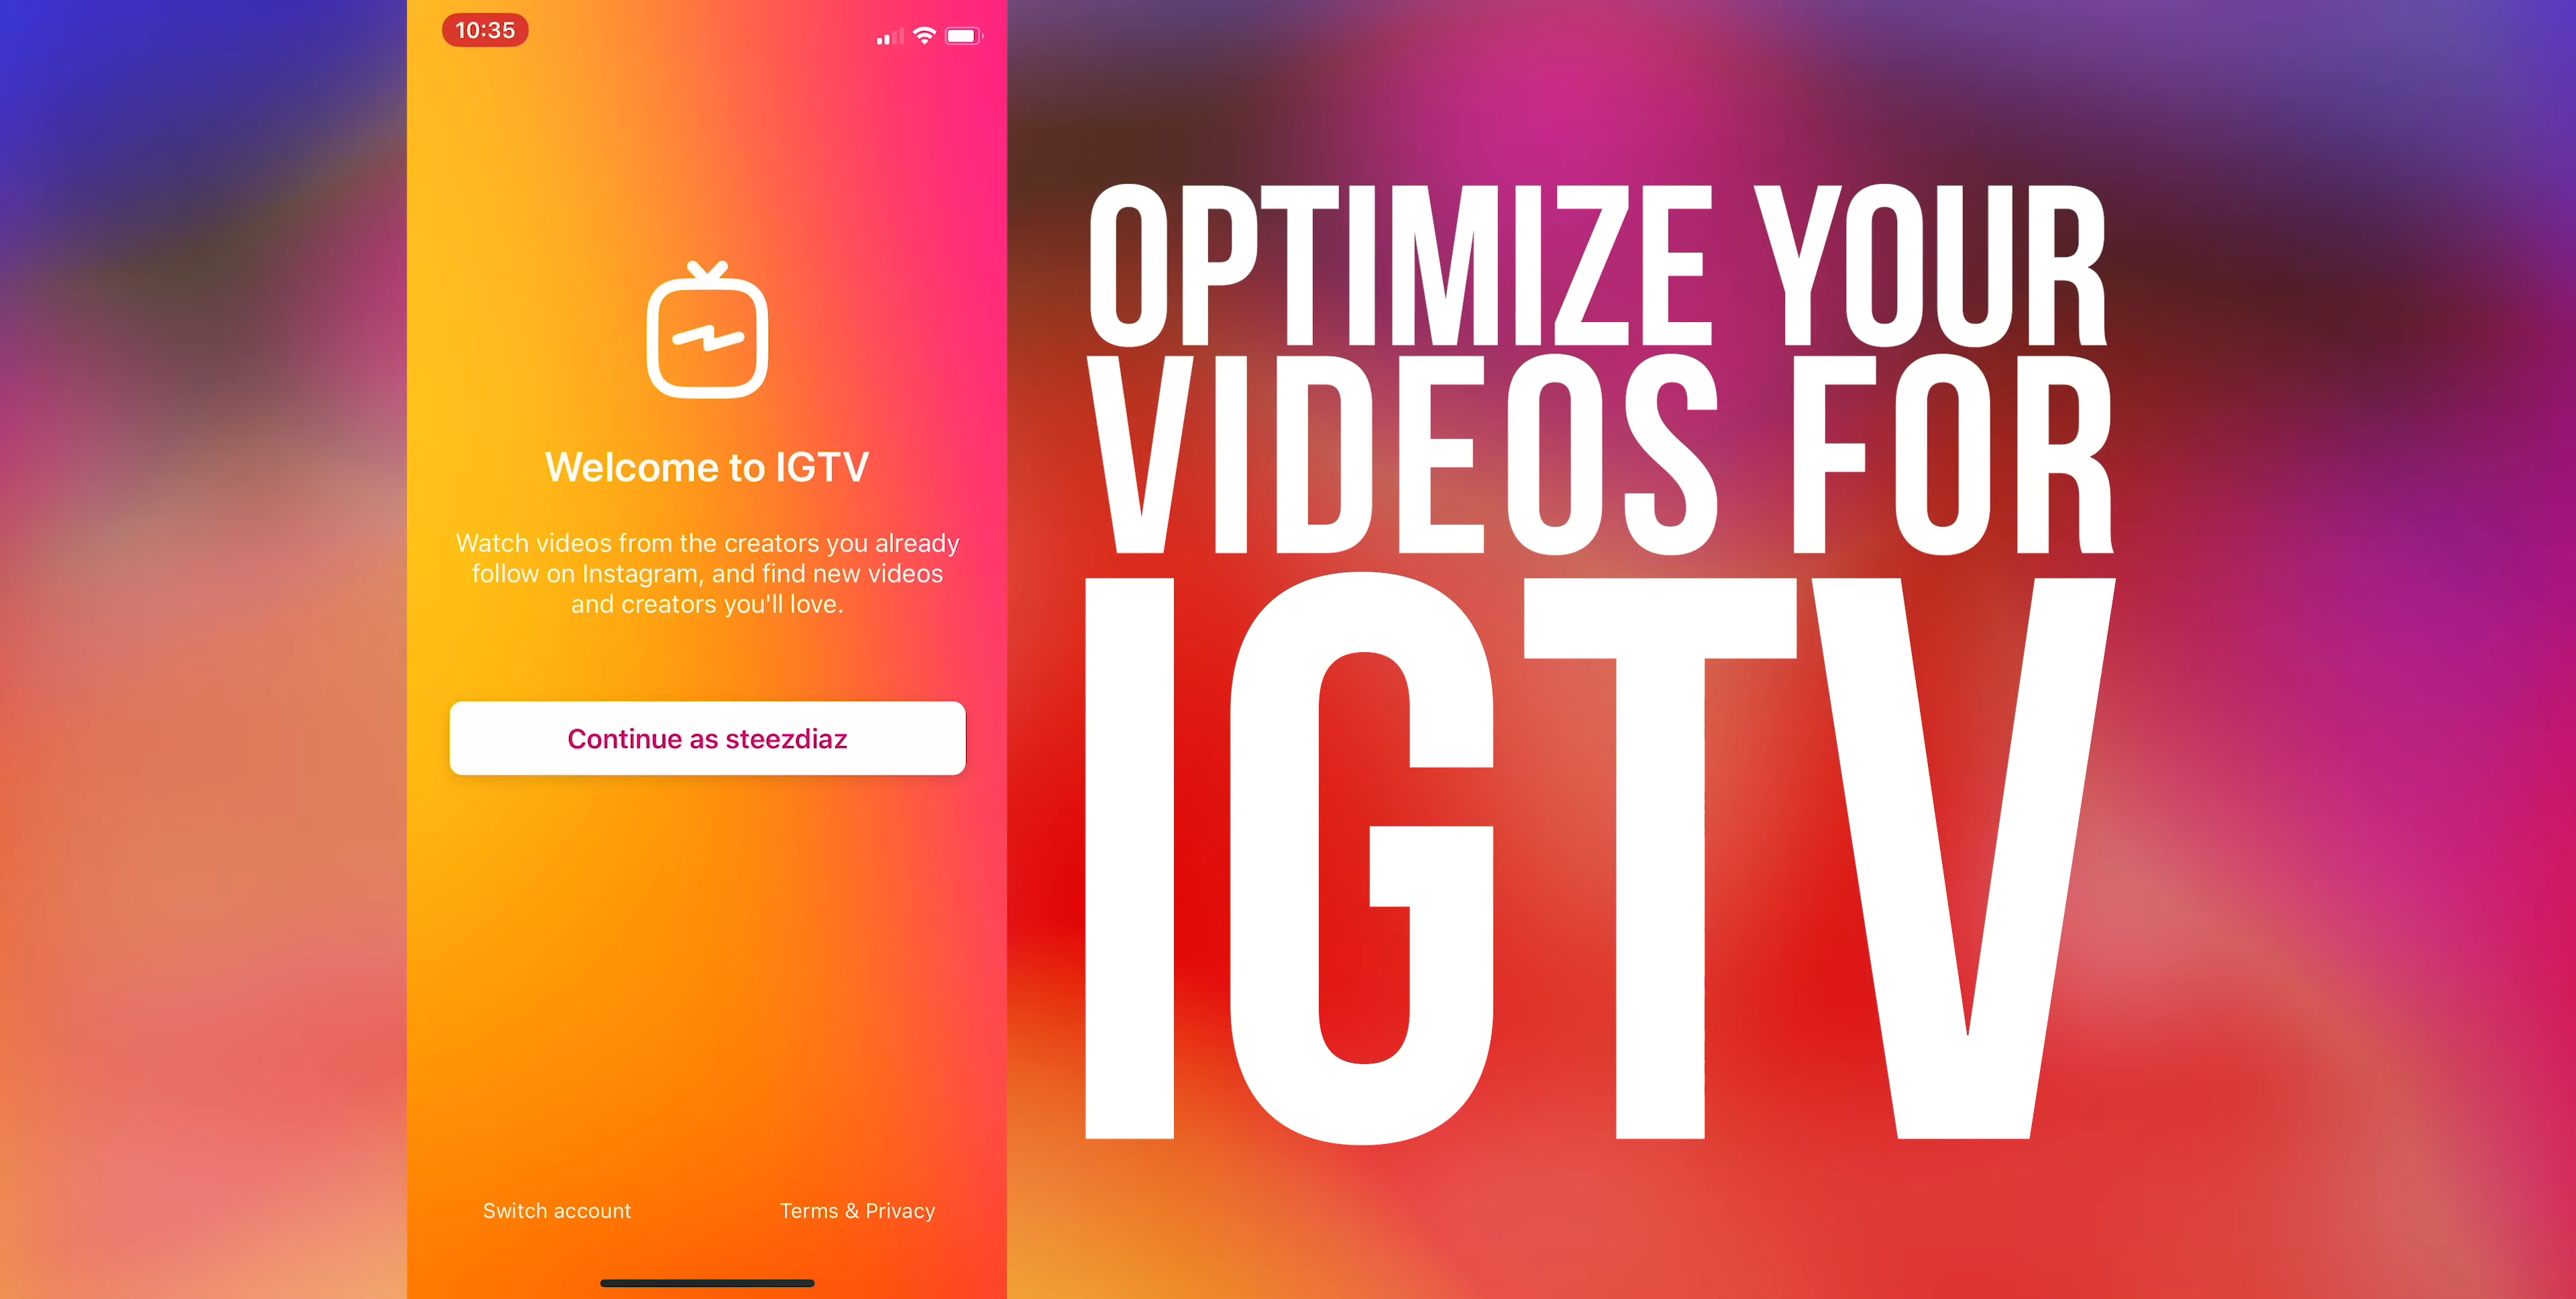 10:35
Welcome to IGTV
Watch videos from the creators you already
follow on Instagram, and find new videos
and creators you'll love.
Continue as steezdiaz
Switch account
Terms & Privacy
OPTIMIZE YOUR
VIDEOS FOR
IGTV